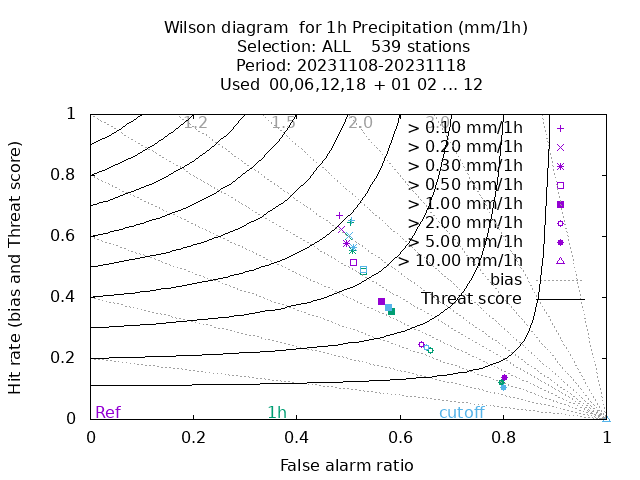 Wilson diagram  for 1h Precipitation (mm/1h)
Selection: ALL    539 stations
Period: 20231108-20231118
Used  00,06,12,18  + 01 02 ... 12
Hit rate (bias and Threat score)
1
0.8
0.6
0.4
0.2
0
1.2
1.5
2.0
3.0
> 0.10 mm/1h
> 0.20 mm/1h
> 0.30 mm/1h
> 0.50 mm/1h
> 1.00 mm/1h
> 2.00 mm/1h
> 5.00 mm/1h
> 10.00 mm/1h
bias
Threat score
Ref 1h cutoff
0 0.2 0.4 0.6 0.8 1
False alarm ratio